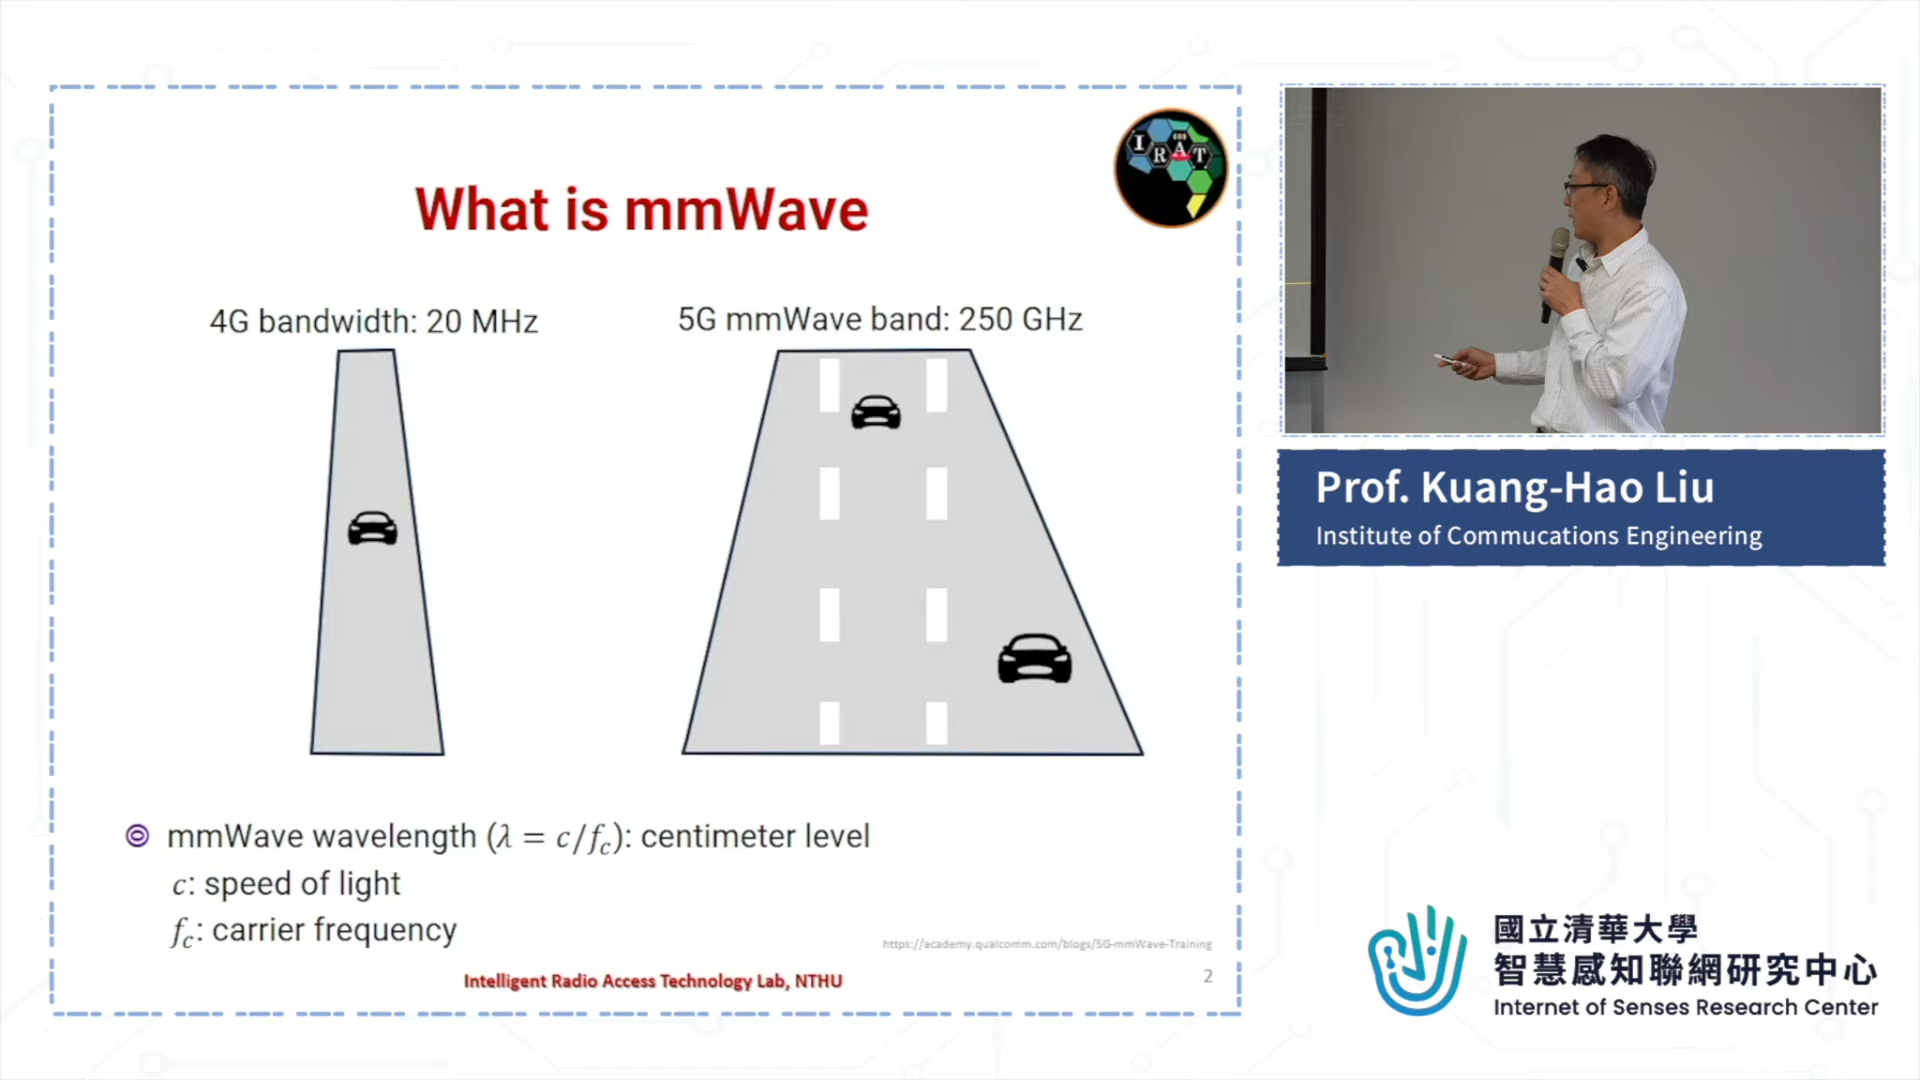 I R A T
What is mmWave
4G bandwidth: 20 MHz
5G mmWave band: 250 GHz
mmWave wavelength (λ = c/f_c): centimeter level
c: speed of light
f_c: carrier frequency
https://academy.qualcomm.com/blogs/5G-mmWave-Training
Intelligent Radio Access Technology Lab, NTHU
2
Prof. Kuang-Hao Liu
Institute of Commucations Engineering
國立清華大學
智慧感知聯網研究中心
Internet of Senses Research Center